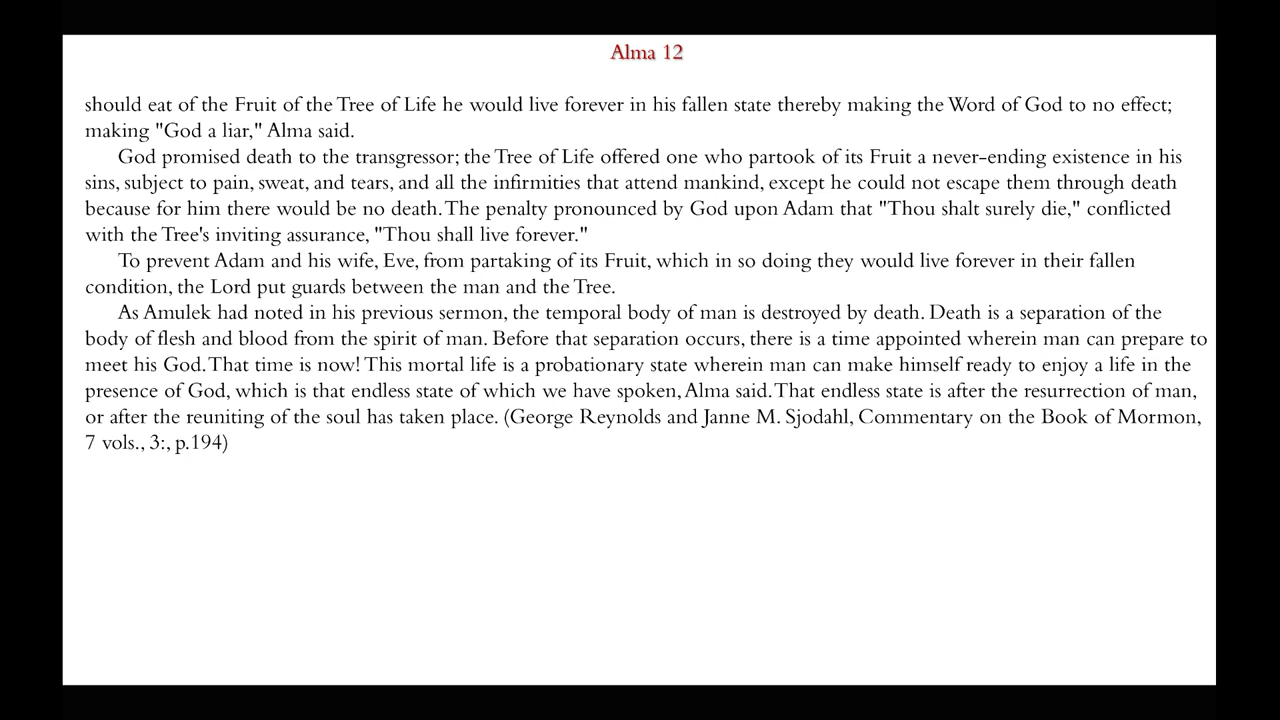 Alma 12
should eat of the Fruit of the Tree of Life he would live forever in his fallen state thereby making the Word of God to no effect;
making "God a liar," Alma said.
God promised death to the transgressor; the Tree of Life offered one who partook of its Fruit a never-ending existence in his
sins, subject to pain, sweat, and tears, and all the infirmities that attend mankind, except he could not escape them through death
because for him there would be no death. The penalty pronounced by God upon Adam that "Thou shalt surely die," conflicted
with the Tree's inviting assurance, "Thou shall live forever."
To prevent Adam and his wife, Eve, from partaking of its Fruit, which in so doing they would live forever in their fallen
condition, the Lord put guards between the man and the Tree.
As Amulek had noted in his previous sermon, the temporal body of man is destroyed by death. Death is a separation of the
body of flesh and blood from the spirit of man. Before that separation occurs, there is a time appointed wherein man can prepare to
meet his God. That time is now! This mortal life is a probationary state wherein man can make himself ready to enjoy a life in the
presence of God, which is that endless state of which we have spoken, Alma said. That endless state is after the resurrection of man,
or after the reuniting of the soul has taken place. (George Reynolds and Janne M. Sjodahl, Commentary on the Book of Mormon,
7 vols., 3:, p.194)